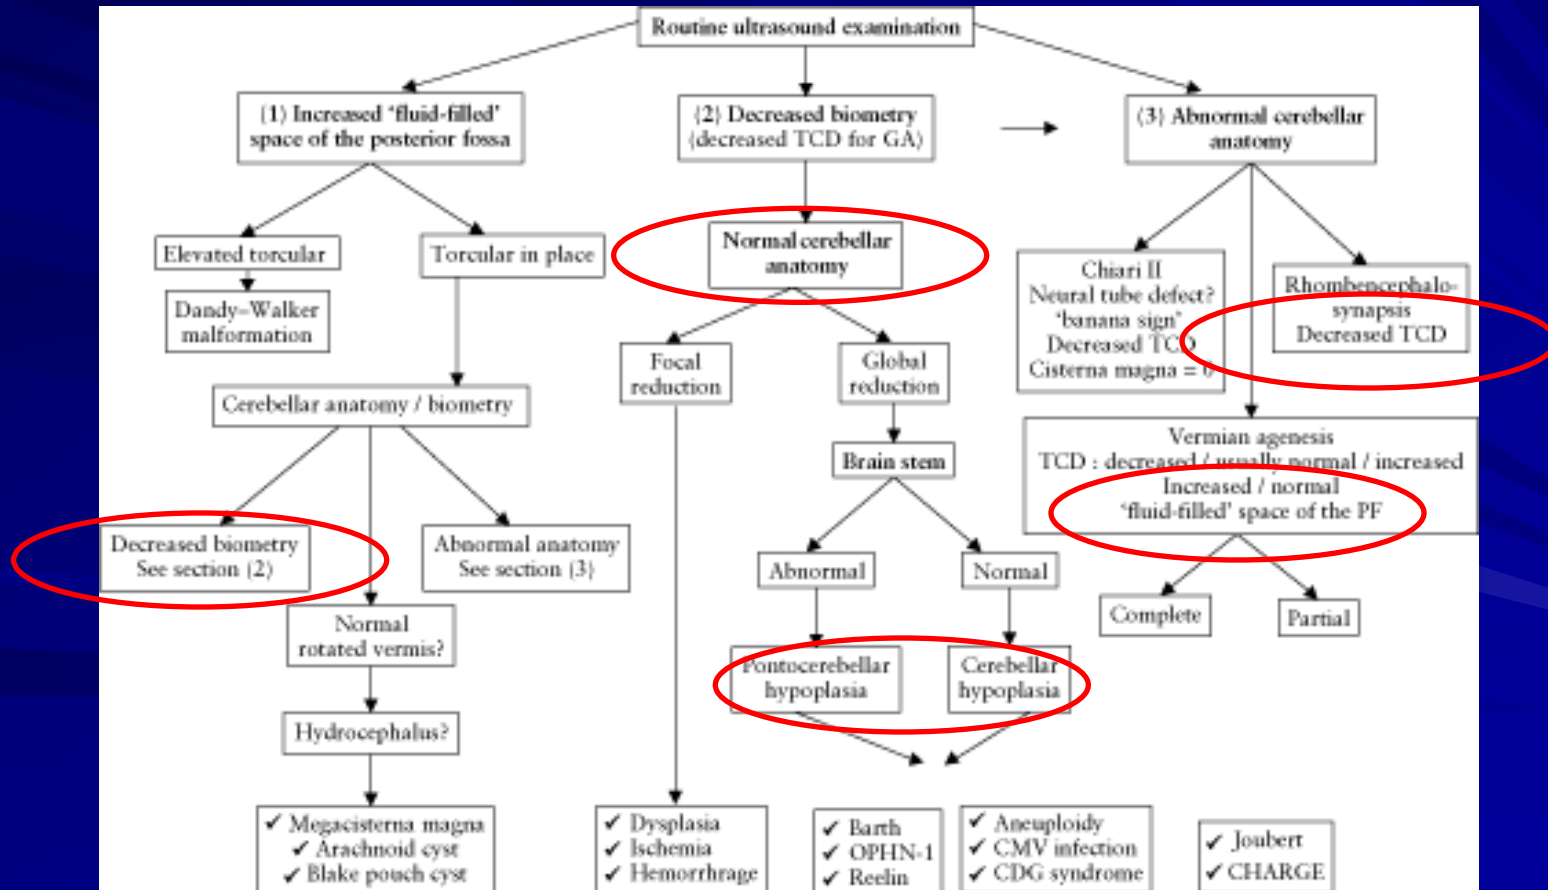 Routine ultrasound examination
(1) Increased ‘fluid-filled’
space of the posterior fossa
(2) Decreased biometry
(decreased TCD for GA)
(3) Abnormal cerebellar
anatomy
Elevated torcular
Torcular in place
Normal cerebellar
anatomy
Chiari II
Neural tube defect?
‘banana sign’
Decreased TCD
Cisterna magna = 0
Rhombencephalo-
synapsis
Decreased TCD
Dandy–Walker
malformation
Focal
reduction
Global
reduction
Cerebellar anatomy / biometry
Brain stem
Vermian agenesis
TCD : decreased / usually normal / increased
Increased / normal
‘fluid-filled’ space of the PF
Decreased biometry
See section (2)
Abnormal anatomy
See section (3)
Abnormal
Normal
Complete
Partial
Normal
rotated vermis?
Pontocerebellar
hypoplasia
Cerebellar
hypoplasia
Hydrocephalus?
✓ Megacisterna magna
✓ Arachnoid cyst
✓ Blake pouch cyst
✓ Dysplasia
✓ Ischemia
✓ Hemorrhrage
✓ Barth
✓ OPHN-1
✓ Reelin
✓ Aneuploidy
✓ CMV infection
✓ CDG syndrome
✓ Joubert
✓ CHARGE